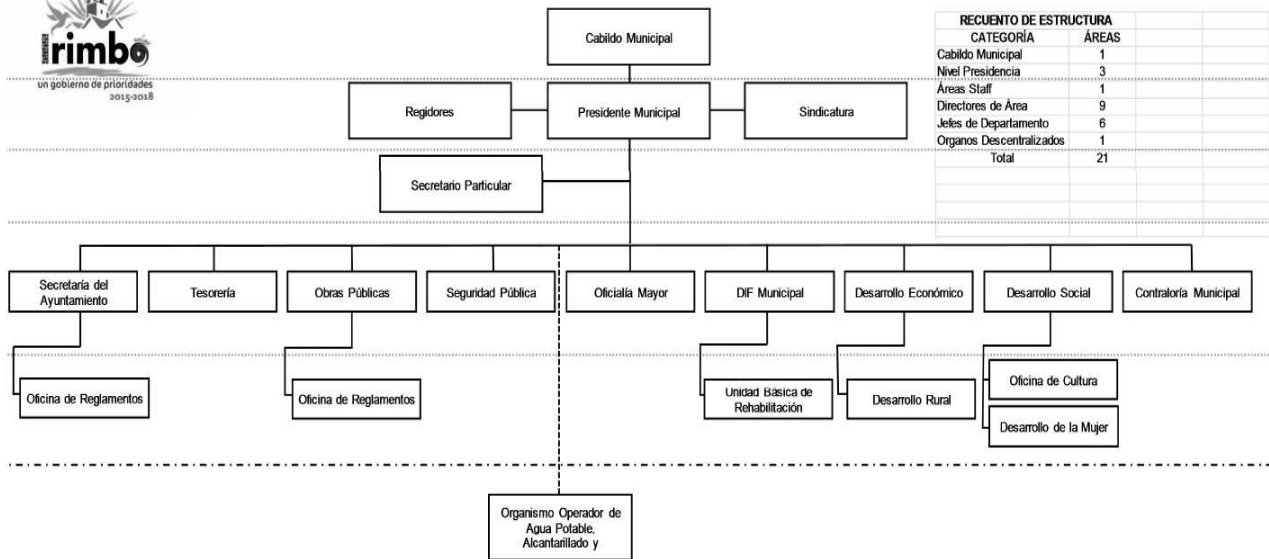 rimbo
un gobierno de prioridades
2015-2018
Cabildo Municipal
RECUENTO DE ESTRUCTURA
CATEGORÍA ÁREAS
Cabildo Municipal 1
Nivel Presidencia 3
Áreas Staff 1
Directores de Área 9
Jefes de Departamento 6
Organos Descentralizados 1
Total 21
Regidores
Presidente Municipal
Sindicatura
Secretario Particular
Secretaría del
Ayuntamiento
Tesorería
Obras Públicas
Seguridad Pública
Oficialía Mayor
DIF Municipal
Desarrollo Económico
Desarrollo Social
Contraloría Municipal
Oficina de Reglamentos
Oficina de Reglamentos
Unidad Básica de
Rehabilitación
Desarrollo Rural
Oficina de Cultura
Desarrollo de la Mujer
Organismo Operador de
Agua Potable,
Alcantarillado y